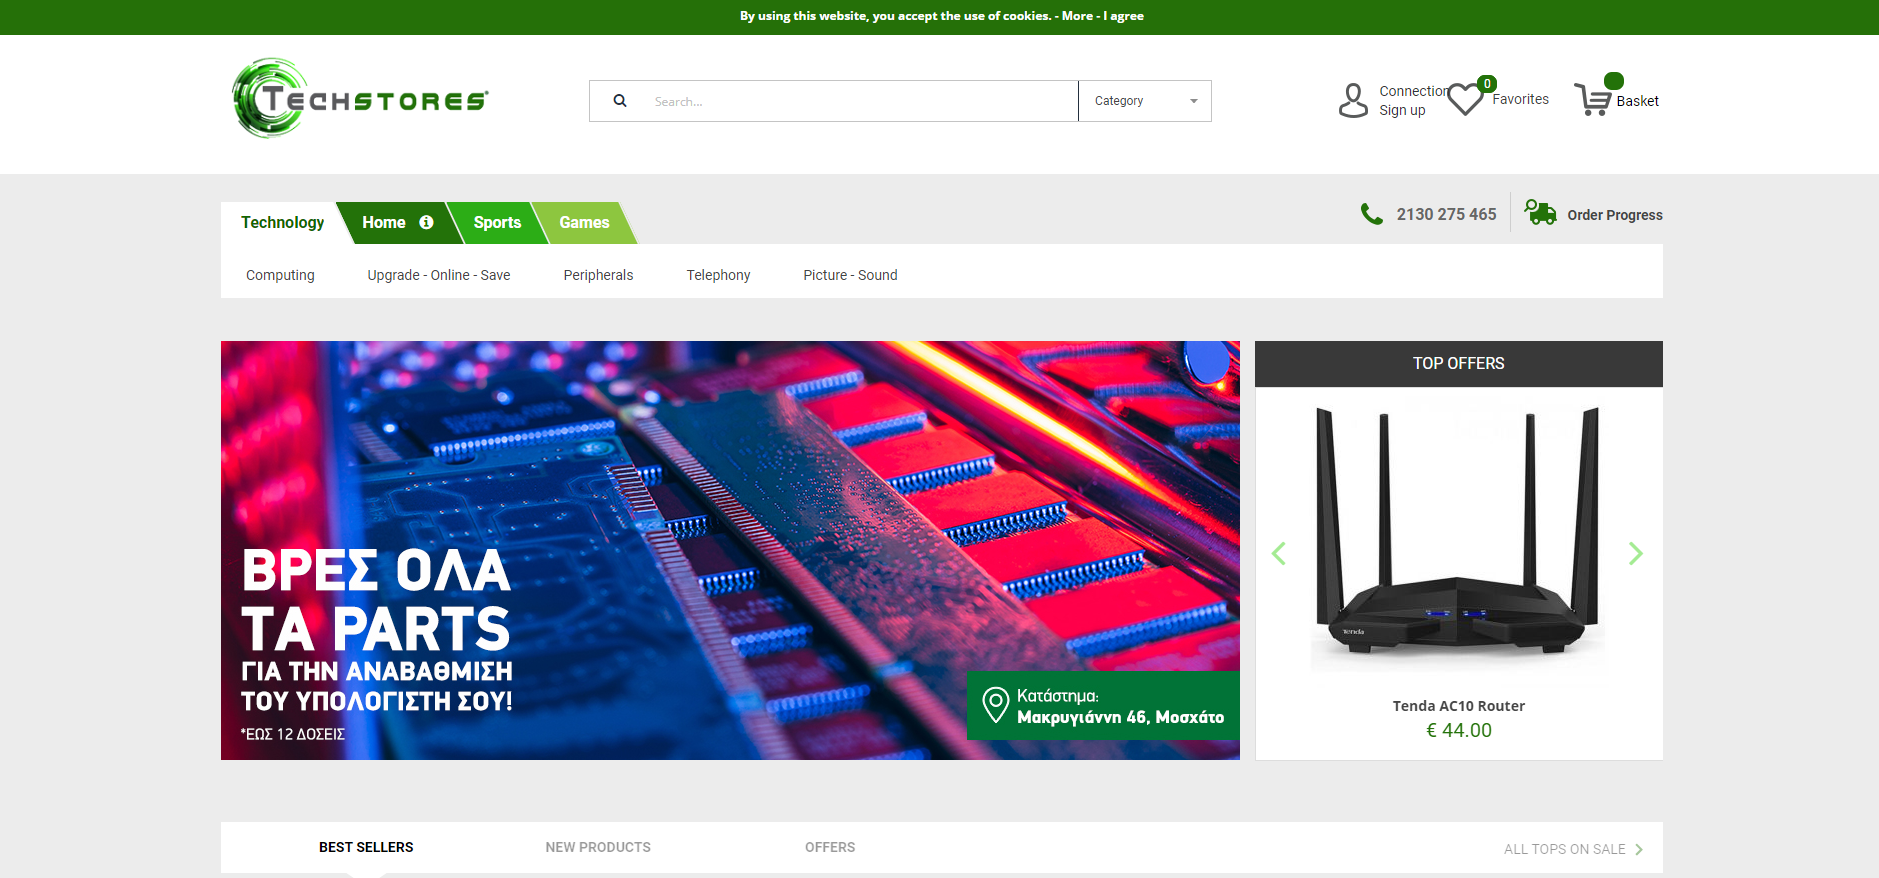 By using this website, you accept the use of cookies. - More - I agree
TECHSTORES
Search...
Category
Connection
Sign up
0
Favorites
Basket
Technology
Home
Sports
Games
2130 275 465
Order Progress
Computing
Upgrade - Online - Save
Peripherals
Telephony
Picture - Sound
ΒΡΕΣ ΟΛΑ
ΤΑ PARTS
ΓΙΑ ΤΗΝ ΑΝΑΒΑΘΜΙΣΗ
ΤΟΥ ΥΠΟΛΟΓΙΣΤΗ ΣΟΥ!
*ΕΩΣ 12 ΔΟΣΕΙΣ
Κατάστημα:
Μακρυγιάννη 46, Μοσχάτο
TOP OFFERS
Tenda
Tenda AC10 Router
€ 44.00
BEST SELLERS
NEW PRODUCTS
OFFERS
ALL TOPS ON SALE